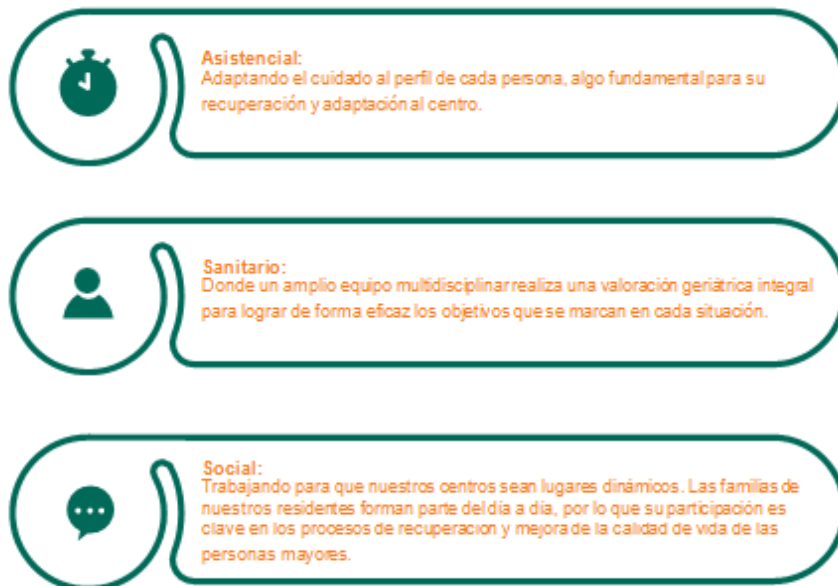 Asistencial:
Adaptando el cuidado al perfil de cada persona, algo fundamental para su
recuperación y adaptación al centro.
Sanitario:
Donde un amplio equipo multidisciplinar realiza una valoración geriátrica integral
para lograr de forma eficaz los objetivos que se marcan en cada situación.
Social:
Trabajando para que nuestros centros sean lugares dinámicos. Las familias de
nuestros residentes forman parte del día a día, por lo que su participación es
clave en los procesos de recuperación y mejora de la calidad de vida de las
personas mayores.